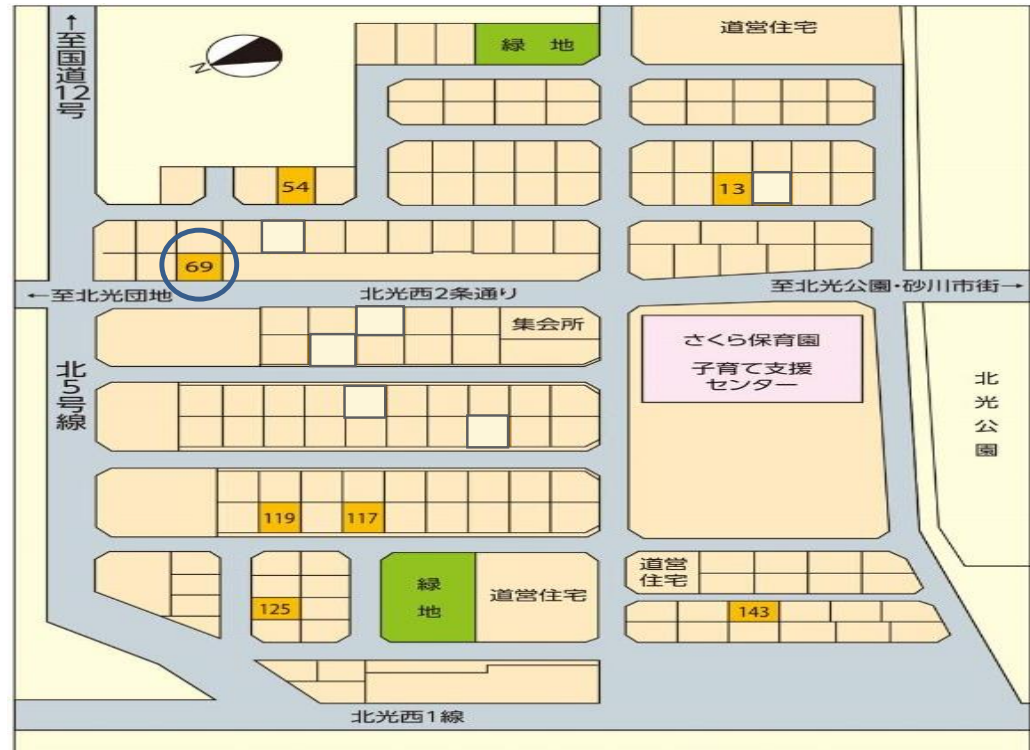 ↑至国道12号
N
緑 地
道営住宅
54
13
69
←至北光団地
北光西2条通り
至北光公園・砂川市街→
集会所
さくら保育園
子育て支援
センター
北5号線
北光公園
119
117
125
緑
地
道営住宅
道営
住宅
143
北光西1線